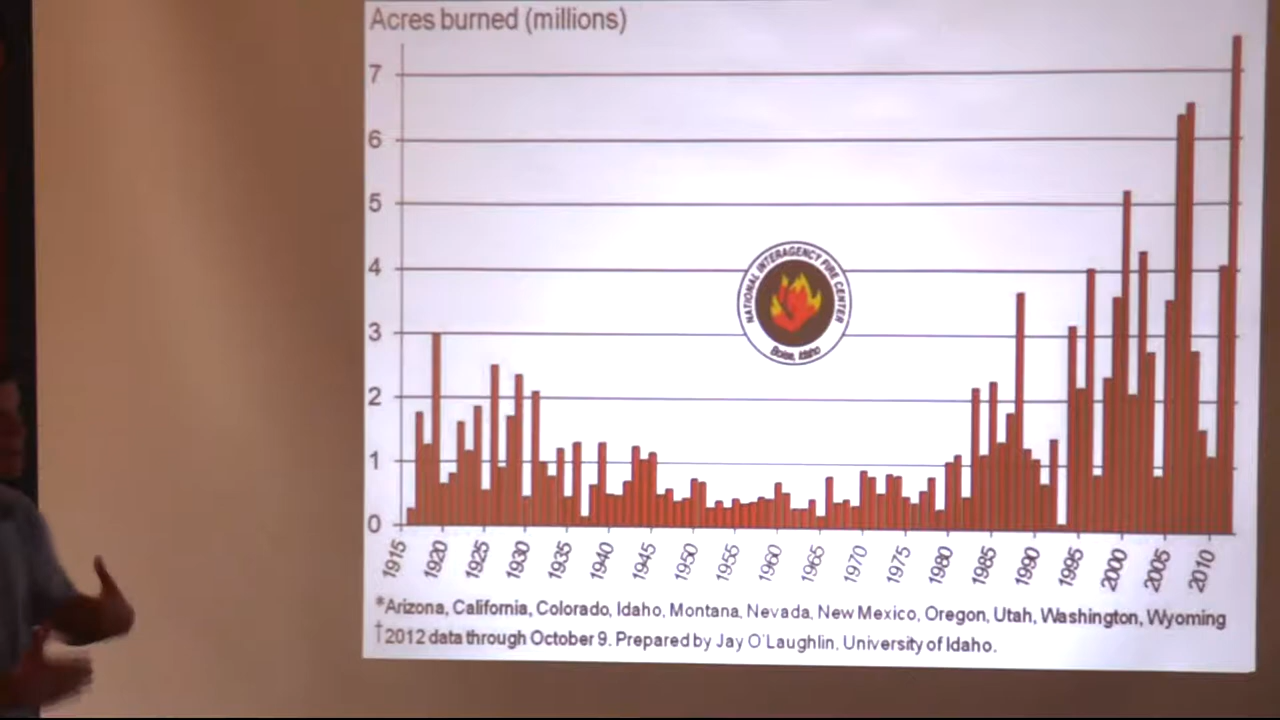 Acres burned (millions)
7
6
5
4
3
2
1
0
NATIONAL INTERAGENCY FIRE CENTER
Boise, Idaho
1915 1920 1925 1930 1935 1940 1945 1950 1955 1960 1965 1970 1975 1980 1985 1990 1995 2000 2005 2010
*Arizona, California, Colorado, Idaho, Montana, Nevada, New Mexico, Oregon, Utah, Washington, Wyoming
†2012 data through October 9. Prepared by Jay O'Laughlin, University of Idaho.